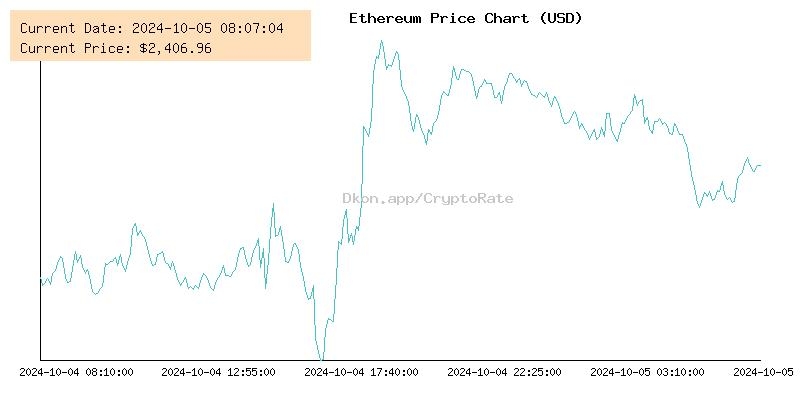 Ethereum Price Chart (USD)
Current Date: 2024-10-05 08:07:04
Current Price: $2,406.96
Dkon.app/CryptoRate
2024-10-04 08:10:00 2024-10-04 12:55:00 2024-10-04 17:40:00 2024-10-04 22:25:00 2024-10-05 03:10:00 2024-10-05